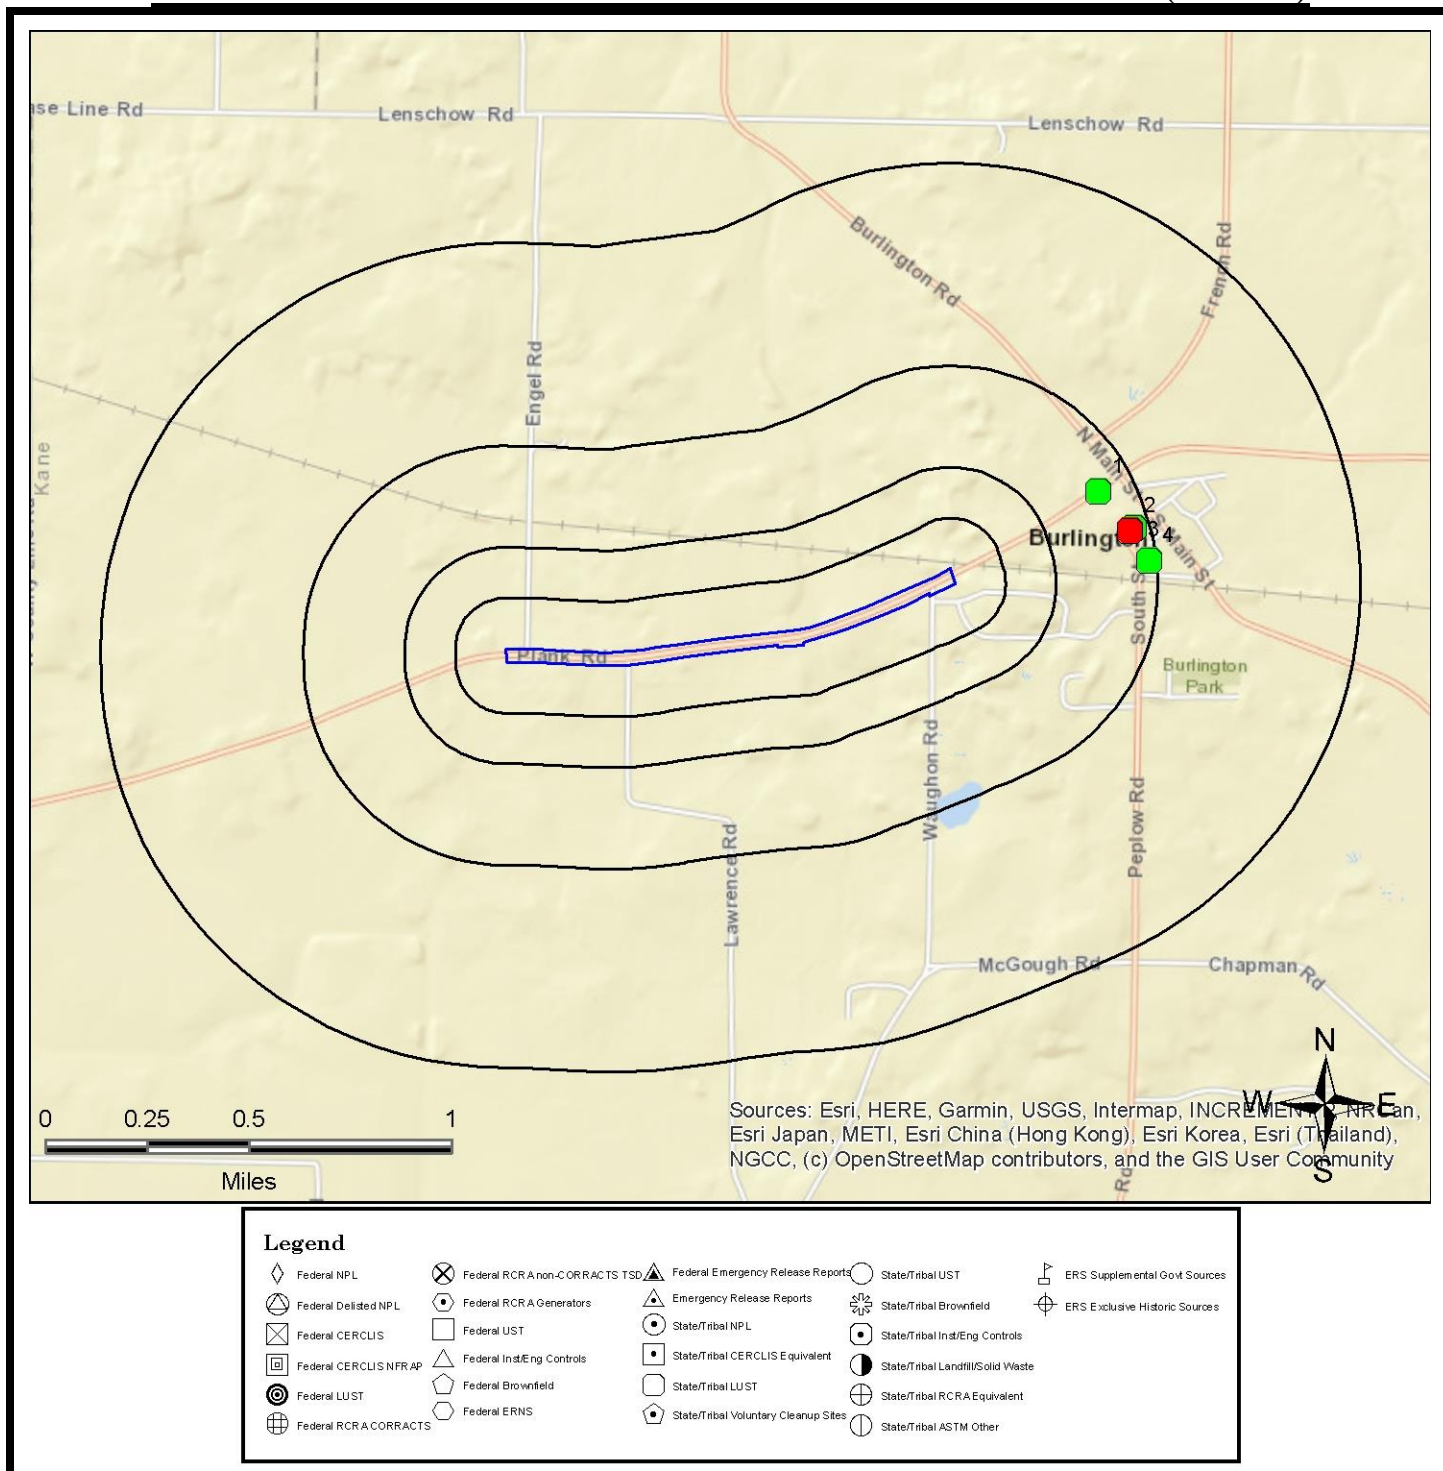 Lenschow Rd
Lenschow Rd
Burlington Rd
French Rd
Engel Rd
Kane
N Main St
1
2
3
4
Burlington
S Main St
South St
Plank Rd
Burlington
Park
Waughon Rd
Peplow Rd
Lawrence Rd
McGough Rd
Chapman Rd
Rd
N
W
E
S
0 0.25 0.5 1
Miles
Sources: Esri, HERE, Garmin, USGS, Intermap,
Esri Japan, METI, Esri China (Hong Kong), Esri Korea, Esri (Thailand),
NGCC, (c) OpenStreetMap contributors, and the GIS User Community
Legend
Federal NPL
Federal Delisted NPL
Federal CERCLIS
Federal CERCLIS NFRAP
Federal LUST
Federal RCRA CORRACTS
Federal RCRA non-CORRACTS TSD
Federal RCRA Generators
Federal UST
Federal Inst/Eng Controls
Federal Brownfield
Federal ERNS
Federal Emergency Release Reports
Emergency Release Reports
State/Tribal NPL
State/Tribal CERCLIS Equivalent
State/Tribal LUST
State/Tribal Voluntary Cleanup Sites
State/Tribal UST
State/Tribal Brownfield
State/Tribal Inst/Eng Controls
State/Tribal Landfill/Solid Waste
State/Tribal RCRA Equivalent
State/Tribal ASTM Other
ERS Supplemental Govt Sources
ERS Exclusive Historic Sources